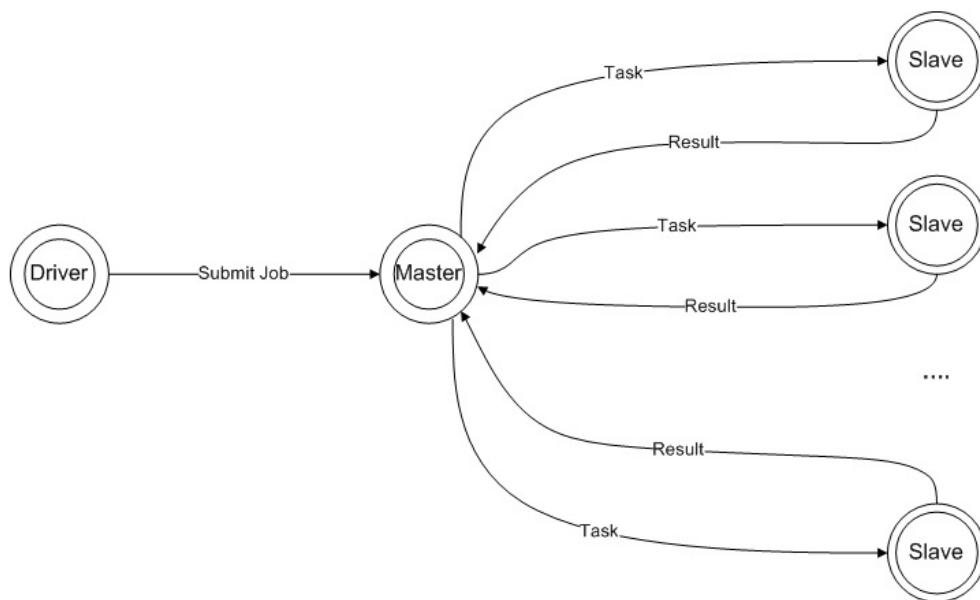 Slave
Task
Result
Slave
Task
Driver
Submit Job
Master
Result
....
Result
Task
Slave